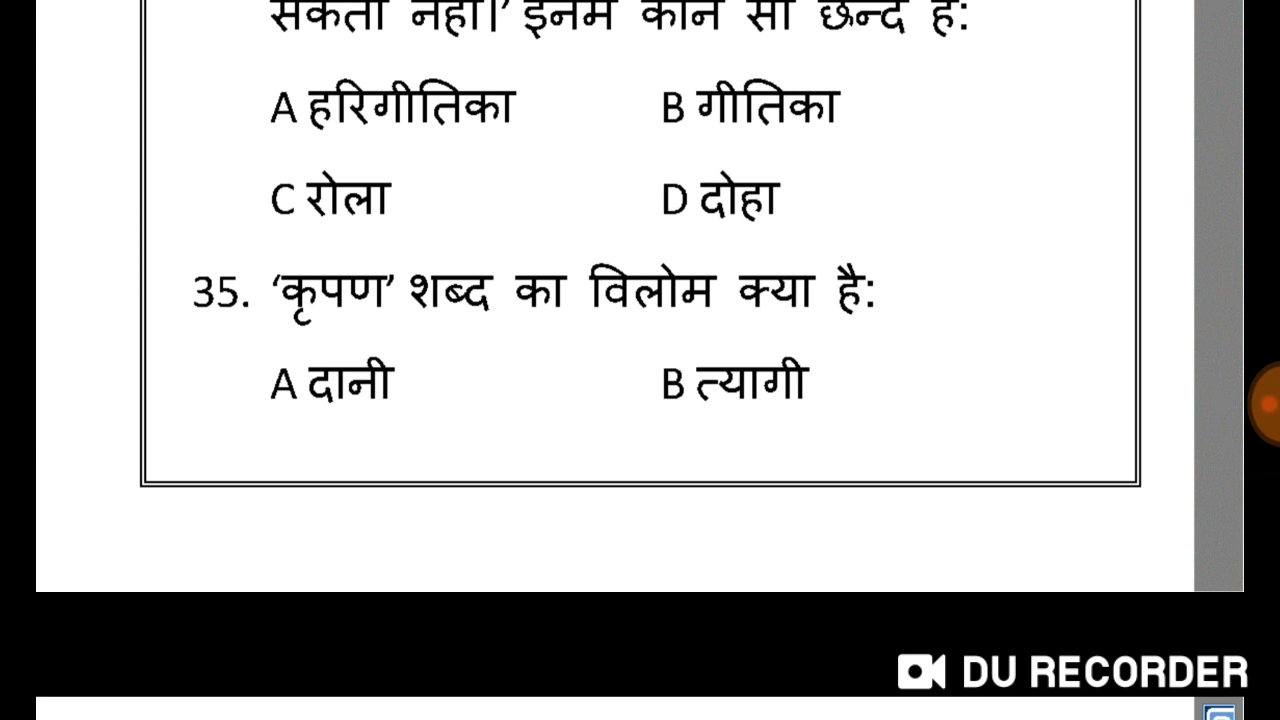 सकता नहीं।’ इनमें कौन सा छन्द है:
A हरिगीतिका B गीतिका
C रोला D दोहा
35. ‘कृपण’ शब्द का विलोम क्या है:
A दानी B त्यागी
DU RECORDER